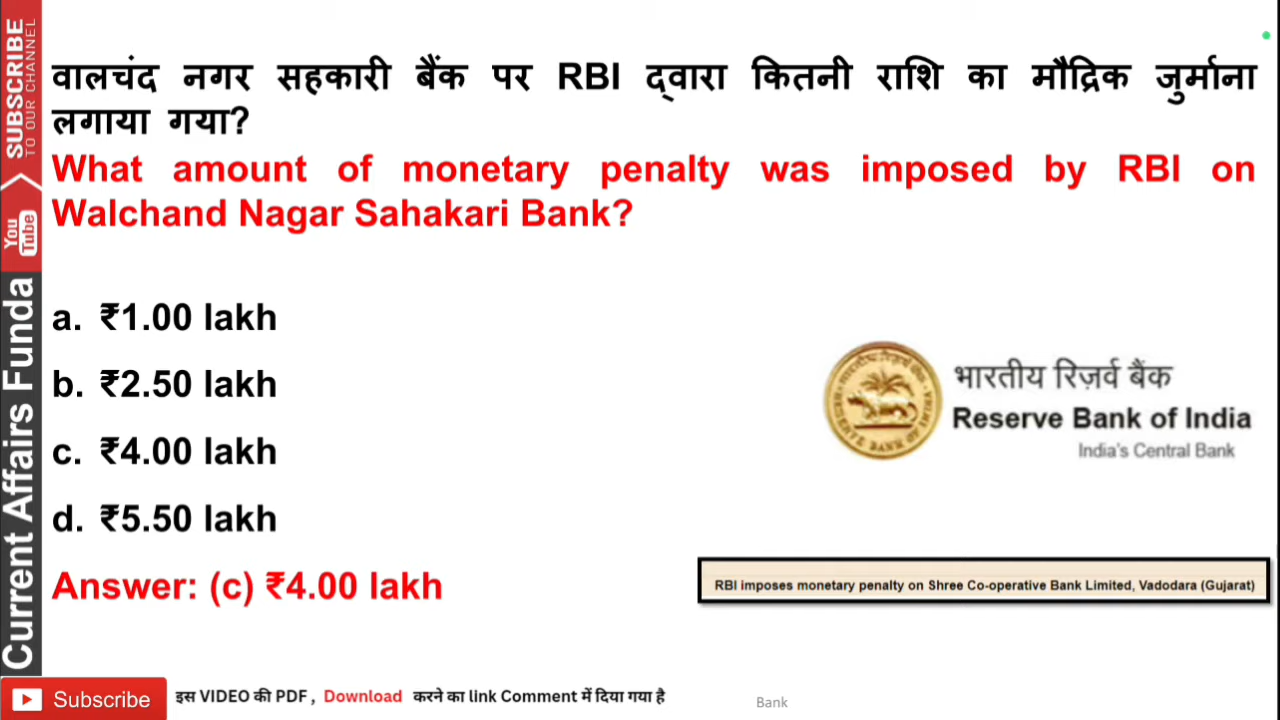 वालचंद नगर सहकारी बैंक पर RBI द्वारा कितनी राशि का मौद्रिक जुर्माना
लगाया गया?
What amount of monetary penalty was imposed by RBI on
Walchand Nagar Sahakari Bank?
a. ₹1.00 lakh
b. ₹2.50 lakh
c. ₹4.00 lakh
d. ₹5.50 lakh
Answer: (c) ₹4.00 lakh
भारतीय रिज़र्व बैंक
Reserve Bank of India
India's Central Bank
RBI imposes monetary penalty on Shree Co-operative Bank Limited, Vadodara (Gujarat)
SUBSCRIBE
TO OUR CHANNEL
You
Tube
Current Affairs Funda
Subscribe
इस VIDEO की PDF , Download करने का link Comment में दिया गया है
Bank